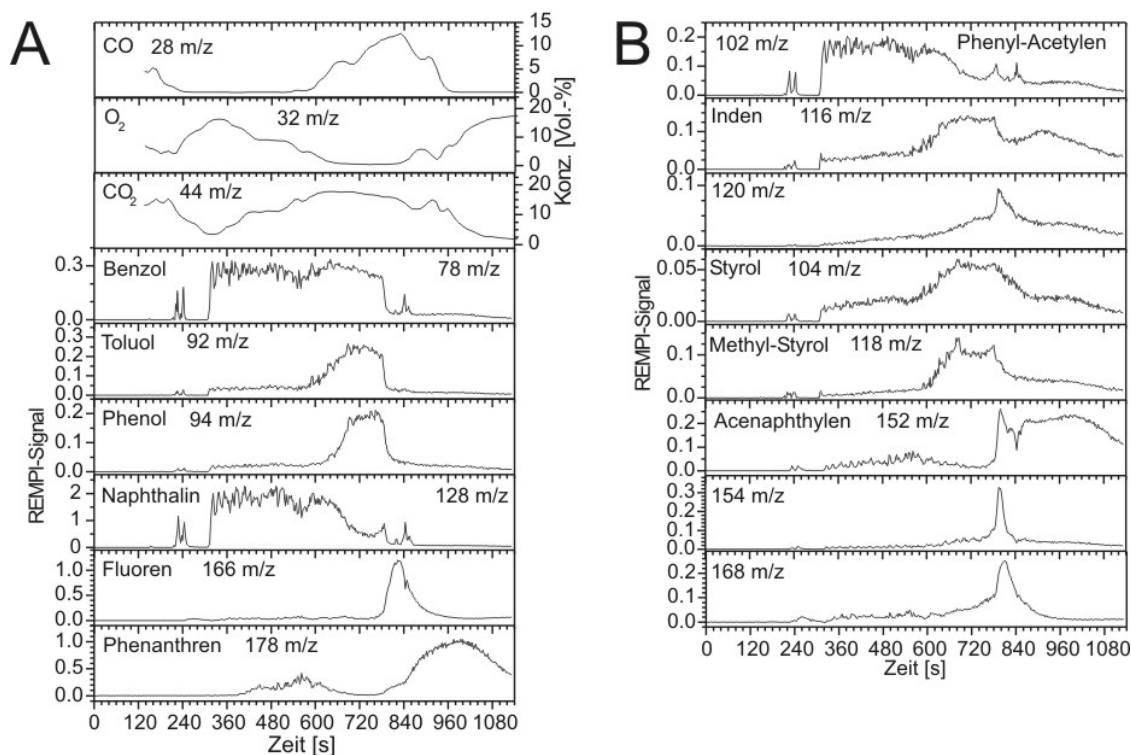 A
CO 28 m/z
15
10
5
0
O2 32 m/z
20
10
0
CO2 44 m/z
20
10
0
Konz. [Vol.-%]
Benzol 78 m/z
0.3
0.0
Toluol 92 m/z
0.3
0.2
0.1
0.0
Phenol 94 m/z
0.2
0.1
0.0
Naphthalin 128 m/z
2
1
0
Fluoren 166 m/z
1.0
0.5
0.0
Phenanthren 178 m/z
1.0
0.5
0.0
REMPI-Signal
0 120 240 360 480 600 720 840 960 1080
Zeit [s]
B
102 m/z Phenyl-Acetylen
0.2
0.1
0.0
Inden 116 m/z
0.1
0.0
120 m/z
0.1
0.0
Styrol 104 m/z
0.05
0.00
Methyl-Styrol 118 m/z
0.1
0.0
Acenaphthylen 152 m/z
0.2
0.1
0.0
154 m/z
0.3
0.2
0.1
0.0
168 m/z
0.2
0.1
0.0
REMPI-Signal
0 120 240 360 480 600 720 840 960 1080
Zeit [s]